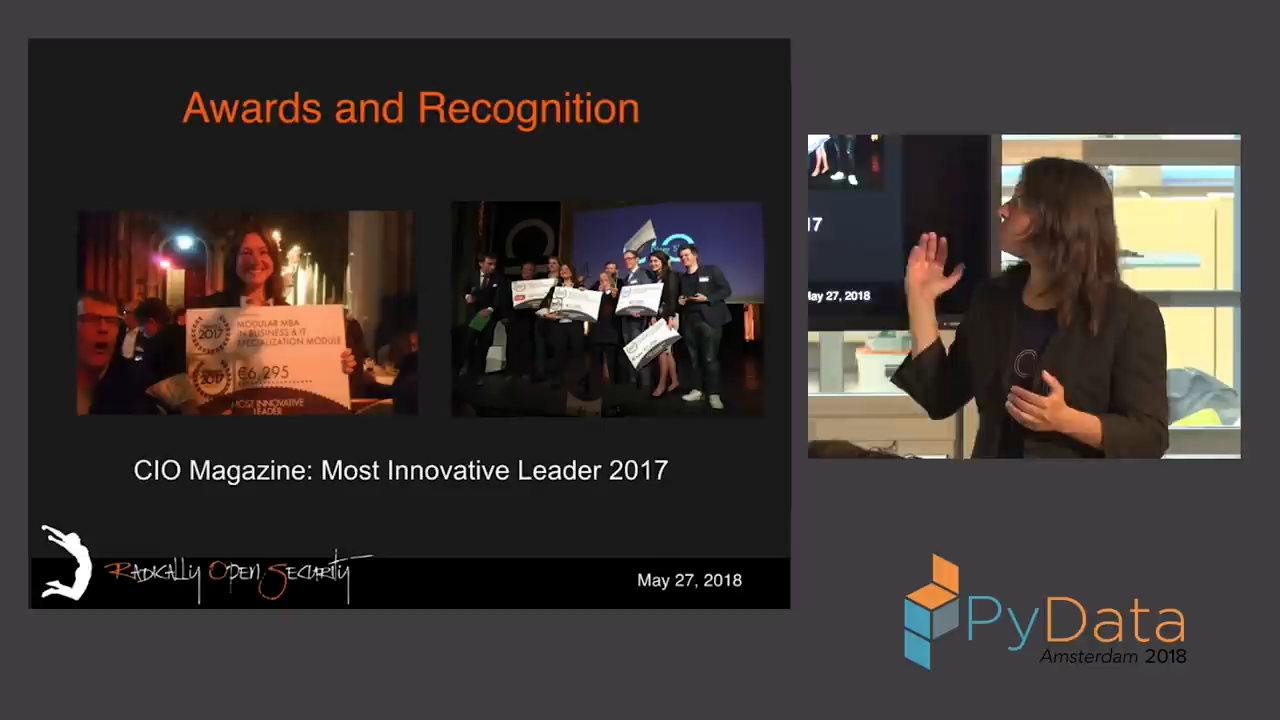 Awards and Recognition
2017
MODULAR MBA
IN BUSINESS & IT
SPECIALIZATION MODULE
2017
€6,295
MOST INNOVATIVE
LEADER
CIO Magazine: Most Innovative Leader 2017
RADICALLY OPEN SECURITY
May 27, 2018
17
May 27, 2018
PyData
Amsterdam 2018